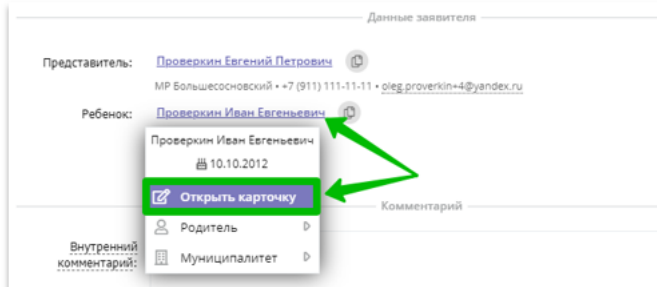 Данные заявителя
Представитель: Проверкин Евгений Петрович
МР Большесосновский • +7 (911) 111-11-11 • oleg.proverkin+4@yandex.ru
Ребенок: Проверкин Иван Евгеньевич
Проверкин Иван Евгеньевич
10.10.2012
Открыть карточку
Комментарий
Родитель
Внутренний
комментарий:
Муниципалитет